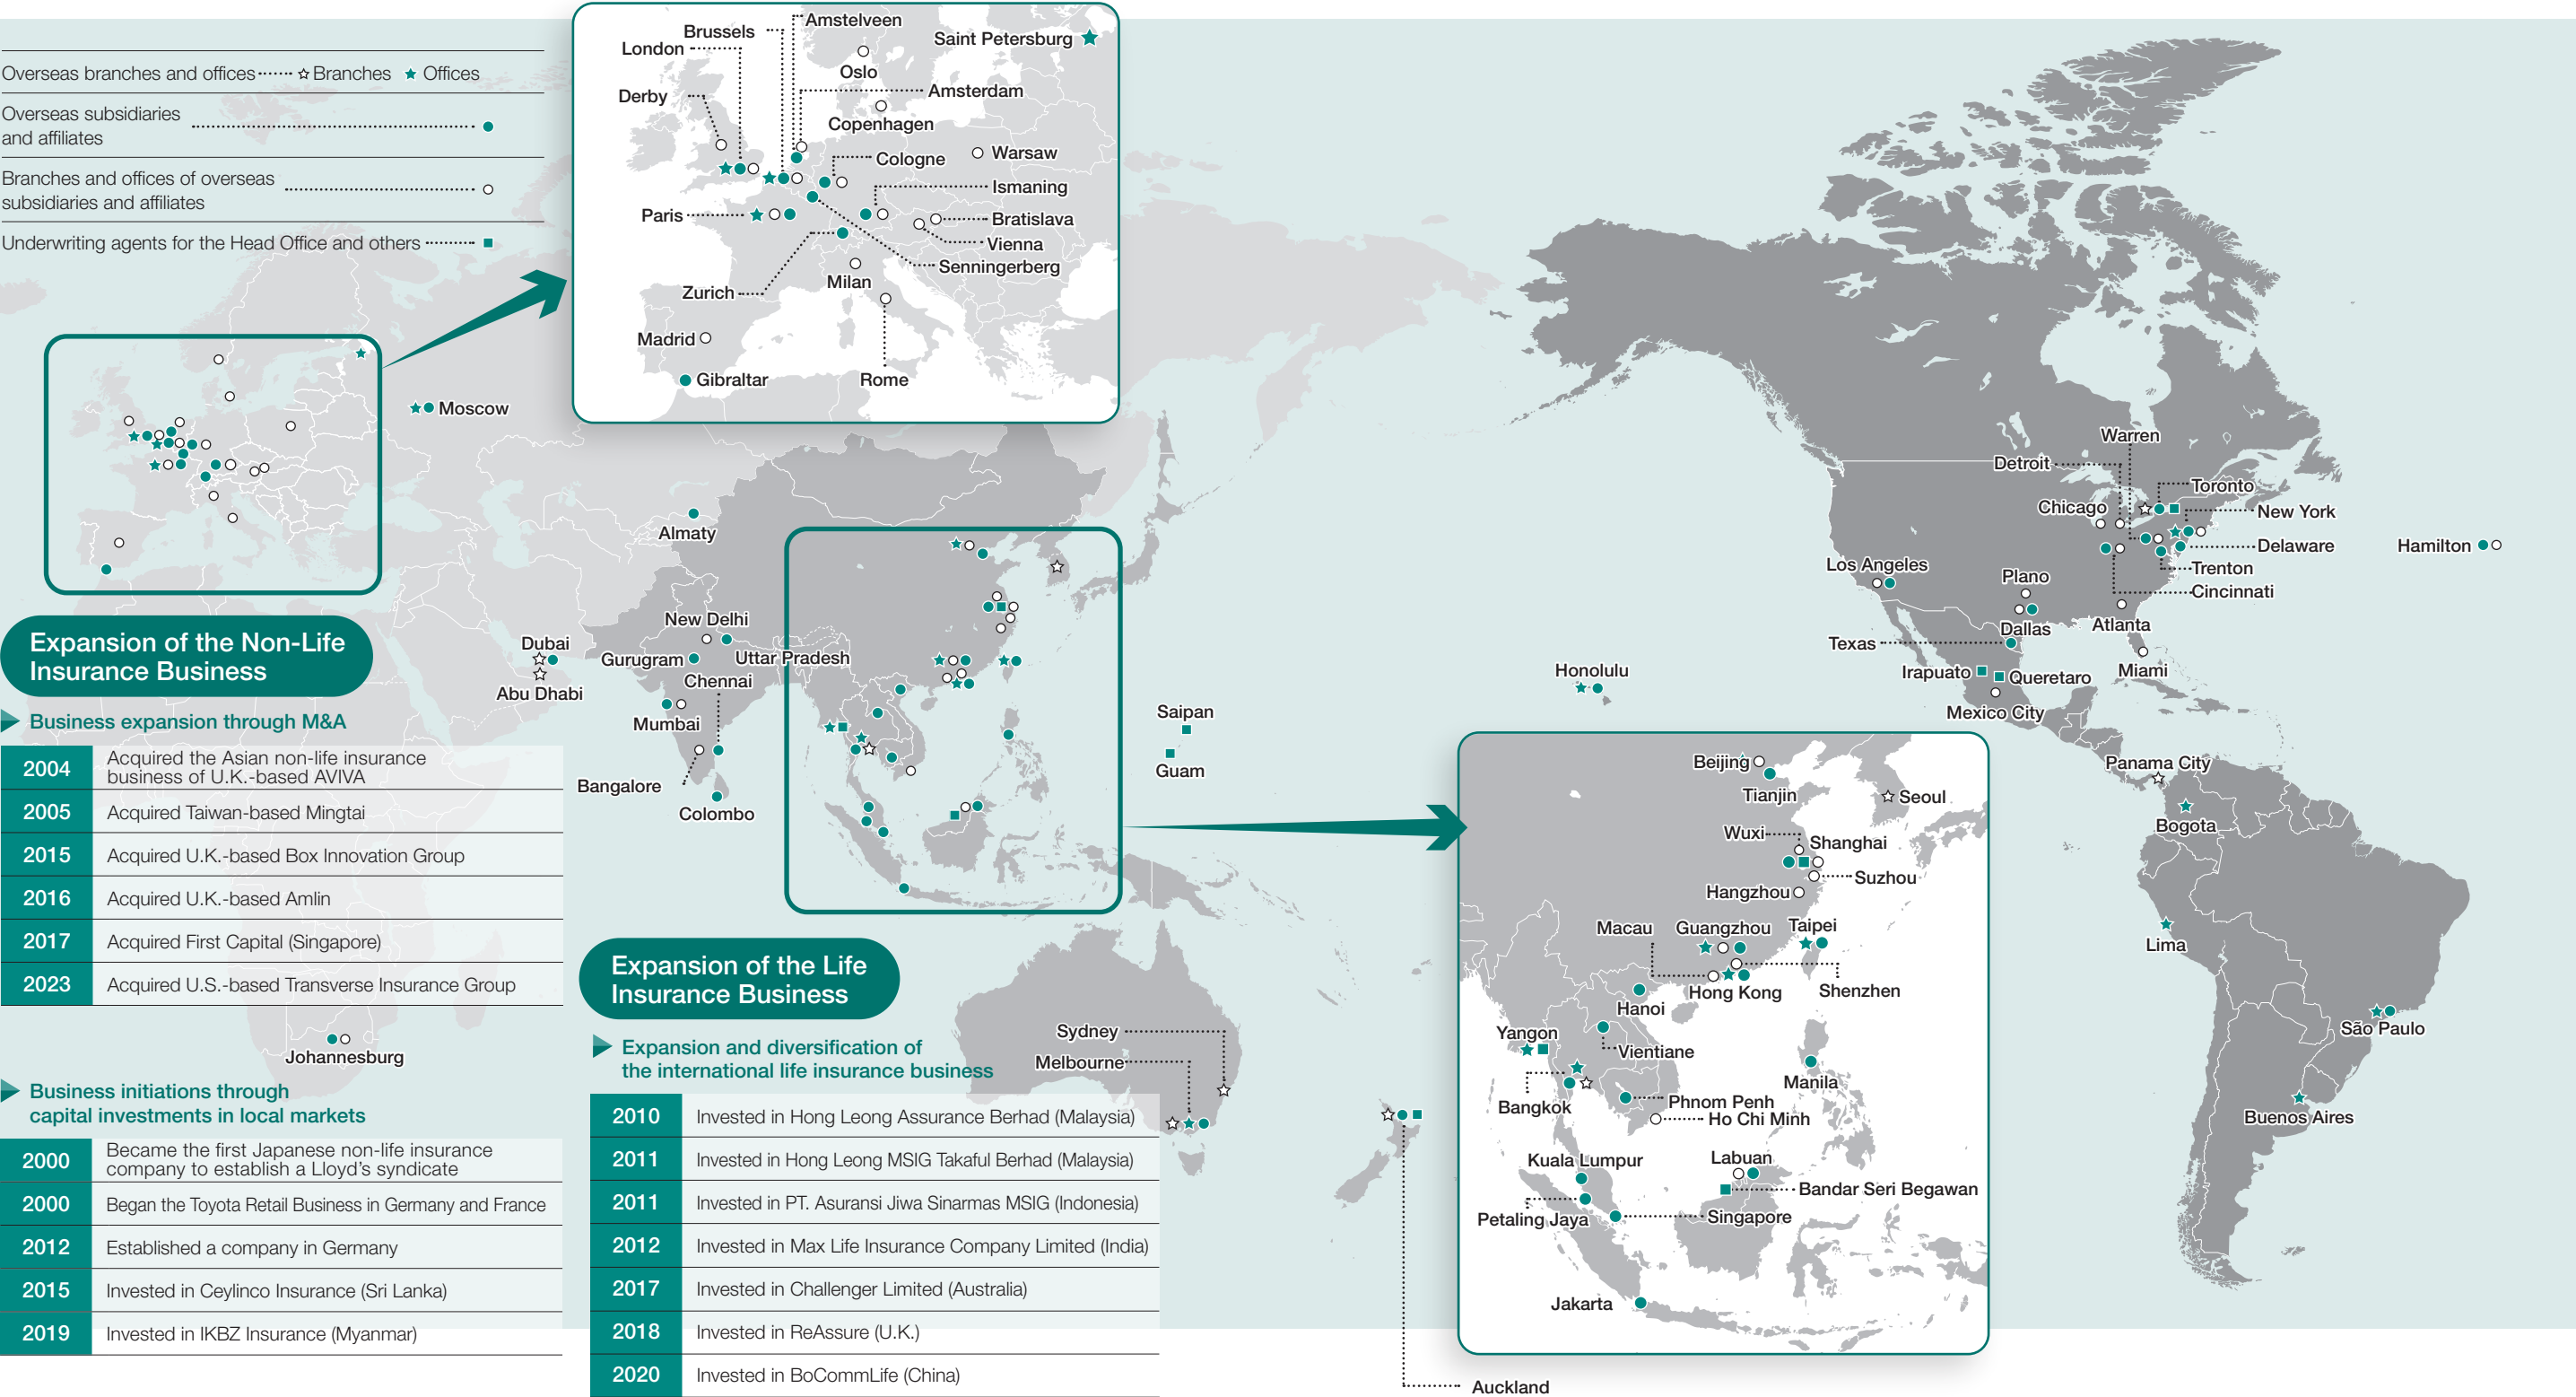 Overseas branches and offices ☆ Branches ★ Offices
Overseas subsidiaries
and affiliates
Branches and offices of overseas
subsidiaries and affiliates
Underwriting agents for the Head Office and others
Amstelveen
Brussels
London
Saint Petersburg
Oslo
Derby
Amsterdam
Copenhagen
Cologne
Warsaw
Ismaning
Paris
Bratislava
Vienna
Senningerberg
Milan
Zurich
Madrid
Gibraltar
Rome
Moscow
Almaty
New Delhi
Dubai
Gurugram
Uttar Pradesh
Chennai
Abu Dhabi
Mumbai
Bangalore
Colombo
Johannesburg
Saipan
Guam
Honolulu
Sydney
Melbourne
Auckland
Warren
Detroit
Toronto
Chicago
New York
Delaware
Hamilton
Los Angeles
Trenton
Plano
Cincinnati
Dallas
Atlanta
Texas
Irapuato
Queretaro
Miami
Mexico City
Panama City
Bogota
Lima
São Paulo
Buenos Aires
Beijing
Tianjin
Seoul
Wuxi
Shanghai
Suzhou
Hangzhou
Macau
Guangzhou
Taipei
Hong Kong
Shenzhen
Hanoi
Yangon
Vientiane
Manila
Bangkok
Phnom Penh
Ho Chi Minh
Kuala Lumpur
Labuan
Bandar Seri Begawan
Petaling Jaya
Singapore
Jakarta
Expansion of the Non-Life
Insurance Business
Business expansion through M&A
2004 Acquired the Asian non-life insurance
business of U.K.-based AVIVA
2005 Acquired Taiwan-based Mingtai
2015 Acquired U.K.-based Box Innovation Group
2016 Acquired U.K.-based Amlin
2017 Acquired First Capital (Singapore)
2023 Acquired U.S.-based Transverse Insurance Group
Business initiations through
capital investments in local markets
2000 Became the first Japanese non-life insurance
company to establish a Lloyd's syndicate
2000 Began the Toyota Retail Business in Germany and France
2012 Established a company in Germany
2015 Invested in Ceylinco Insurance (Sri Lanka)
2019 Invested in IKBZ Insurance (Myanmar)
Expansion of the Life
Insurance Business
Expansion and diversification of
the international life insurance business
2010 Invested in Hong Leong Assurance Berhad (Malaysia)
2011 Invested in Hong Leong MSIG Takaful Berhad (Malaysia)
2011 Invested in PT. Asuransi Jiwa Sinarmas MSIG (Indonesia)
2012 Invested in Max Life Insurance Company Limited (India)
2017 Invested in Challenger Limited (Australia)
2018 Invested in ReAssure (U.K.)
2020 Invested in BoCommLife (China)